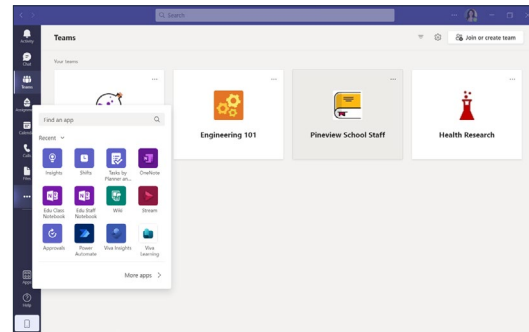 Search
Activity
Chat
Teams
Calls
Files
Apps
Help
Teams
Join or create team
Your teams
Engineering 101
Pineview School Staff
Health Research
Find an app
Recent
Insights
Shifts
Tasks by
Planner an...
OneNote
Edu Class
Notebook
Edu Staff
Notebook
Wiki
Stream
Approvals
Power
Automate
Viva Insights
Viva
Learning
More apps